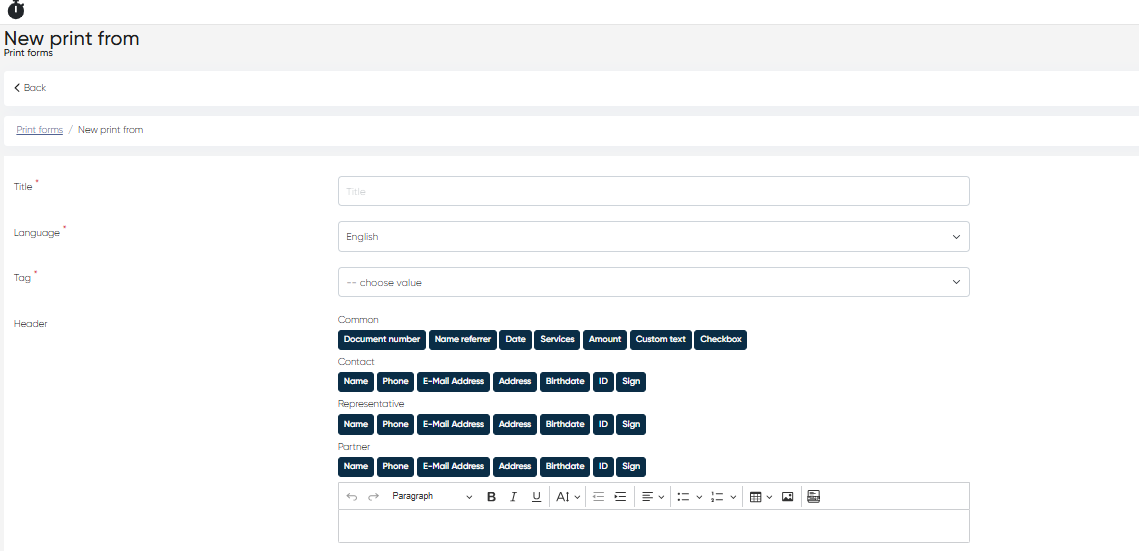 New print from
Print forms
Back
Print forms / New print from
Title *
Title
Language *
English
Tag *
-- choose value
Header
Common
Document number Name referrer Date Services Amount Custom text Checkbox
Contact
Name Phone E-Mail Address Address Birthdate ID Sign
Representative
Name Phone E-Mail Address Address Birthdate ID Sign
Partner
Name Phone E-Mail Address Address Birthdate ID Sign
Paragraph B I U AI